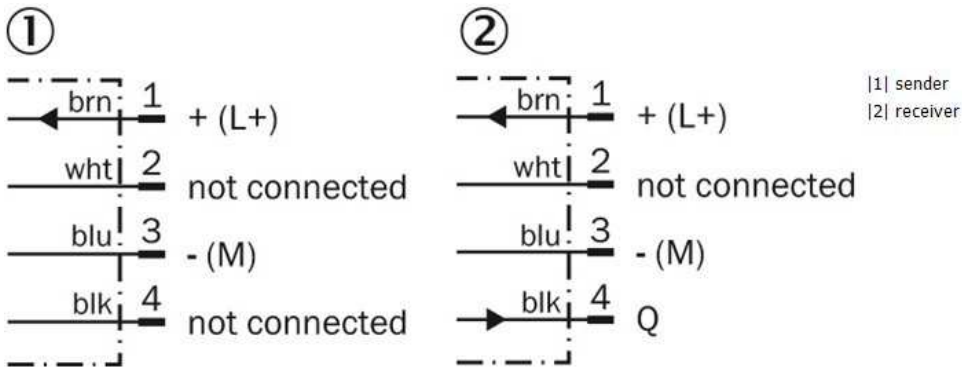 ① ②
brn 1 + (L+)
wht 2 not connected
blu 3 - (M)
blk 4 not connected
brn 1 + (L+)
wht 2 not connected
blu 3 - (M)
blk 4 Q
|1| sender
|2| receiver